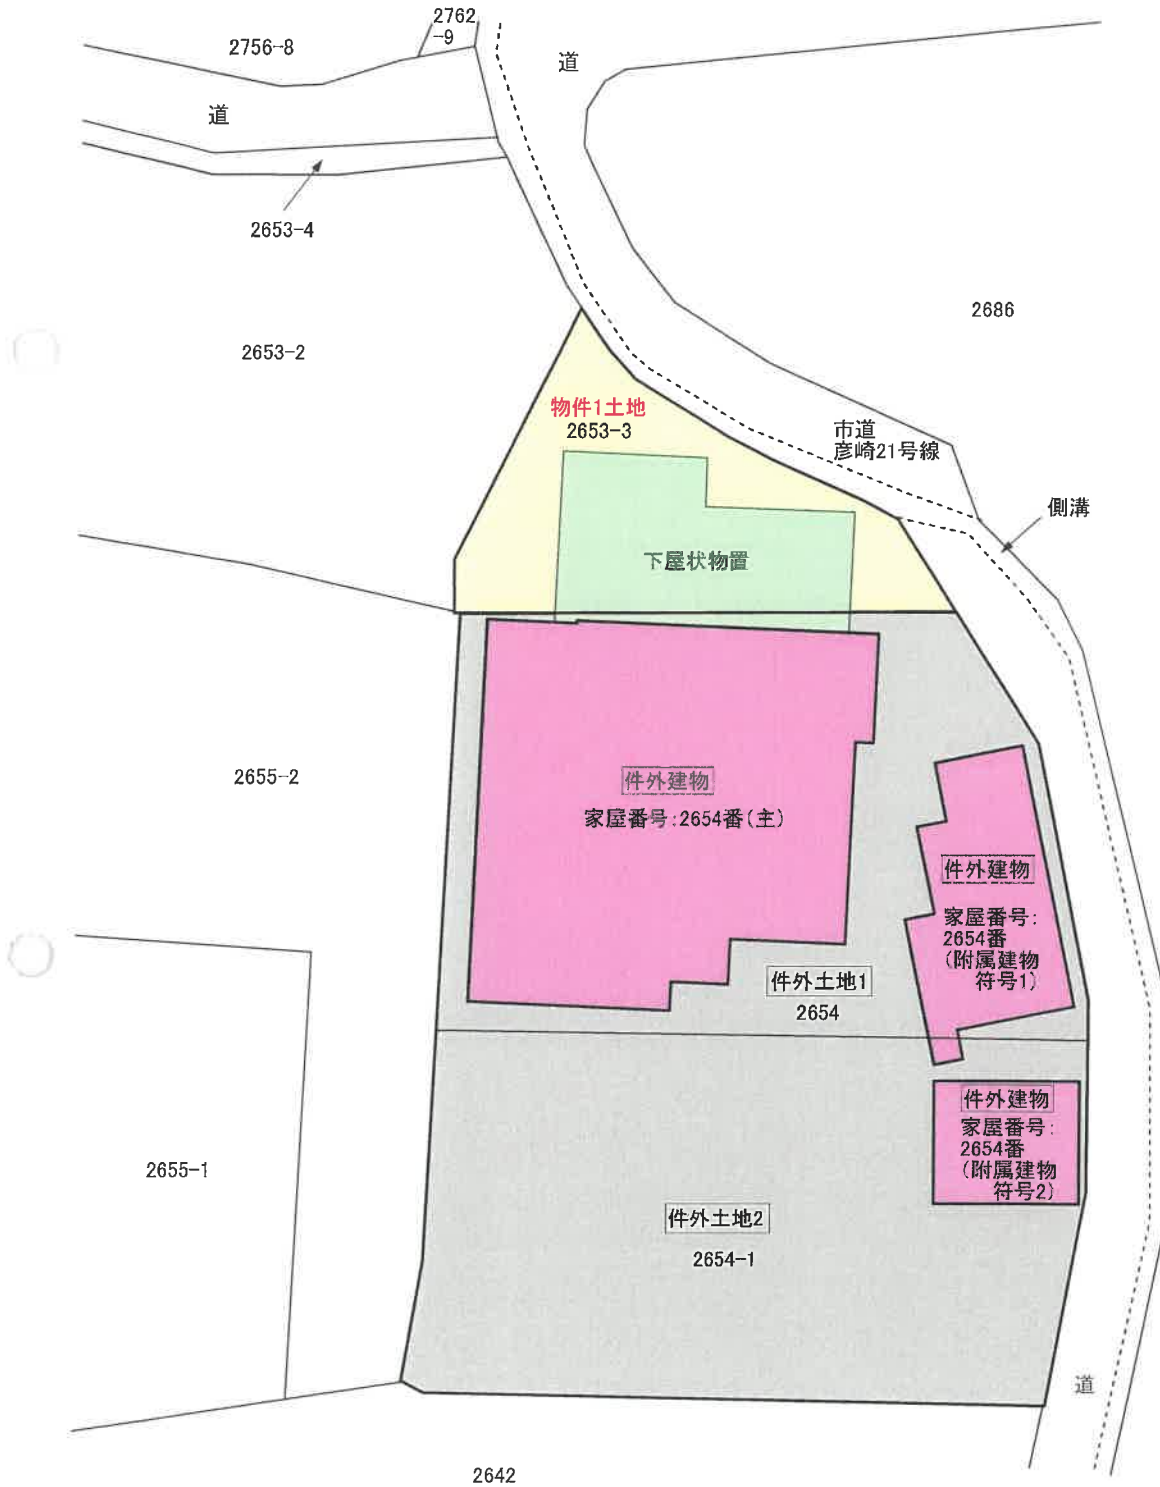 2762
-9
2756-8
道
道
2653-4
2686
2653-2
物件1土地
2653-3
市道
彦崎21号線
側溝
下屋状物置
2655-2
件外建物
家屋番号:2654番(主)
件外建物
家屋番号:
2654番
(附属建物
符号1)
件外土地1
2654
件外建物
家屋番号:
2654番
(附属建物
符号2)
2655-1
件外土地2
2654-1
道
2642